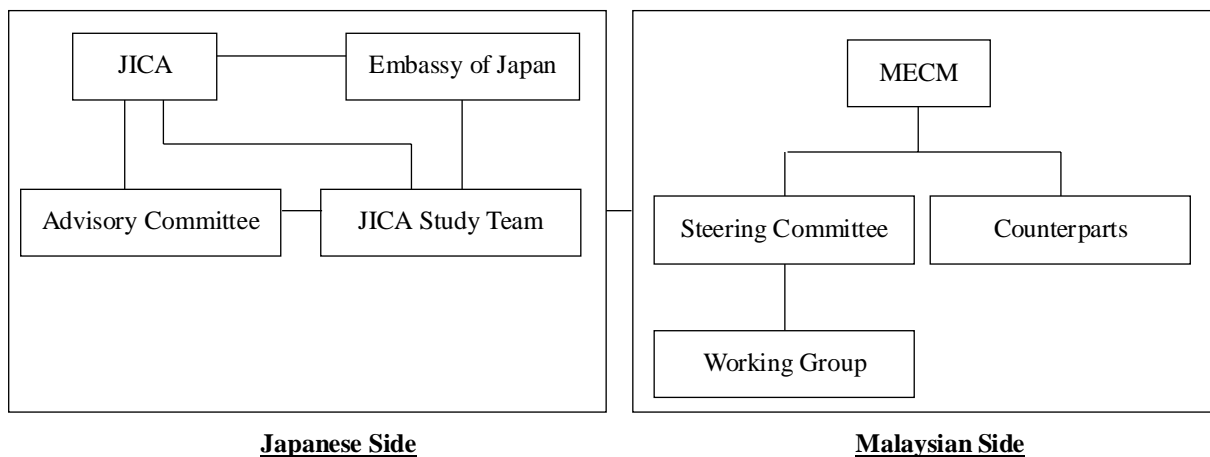 JICA
Embassy of Japan
Advisory Committee
JICA Study Team
Japanese Side
MECM
Steering Committee
Counterparts
Working Group
Malaysian Side